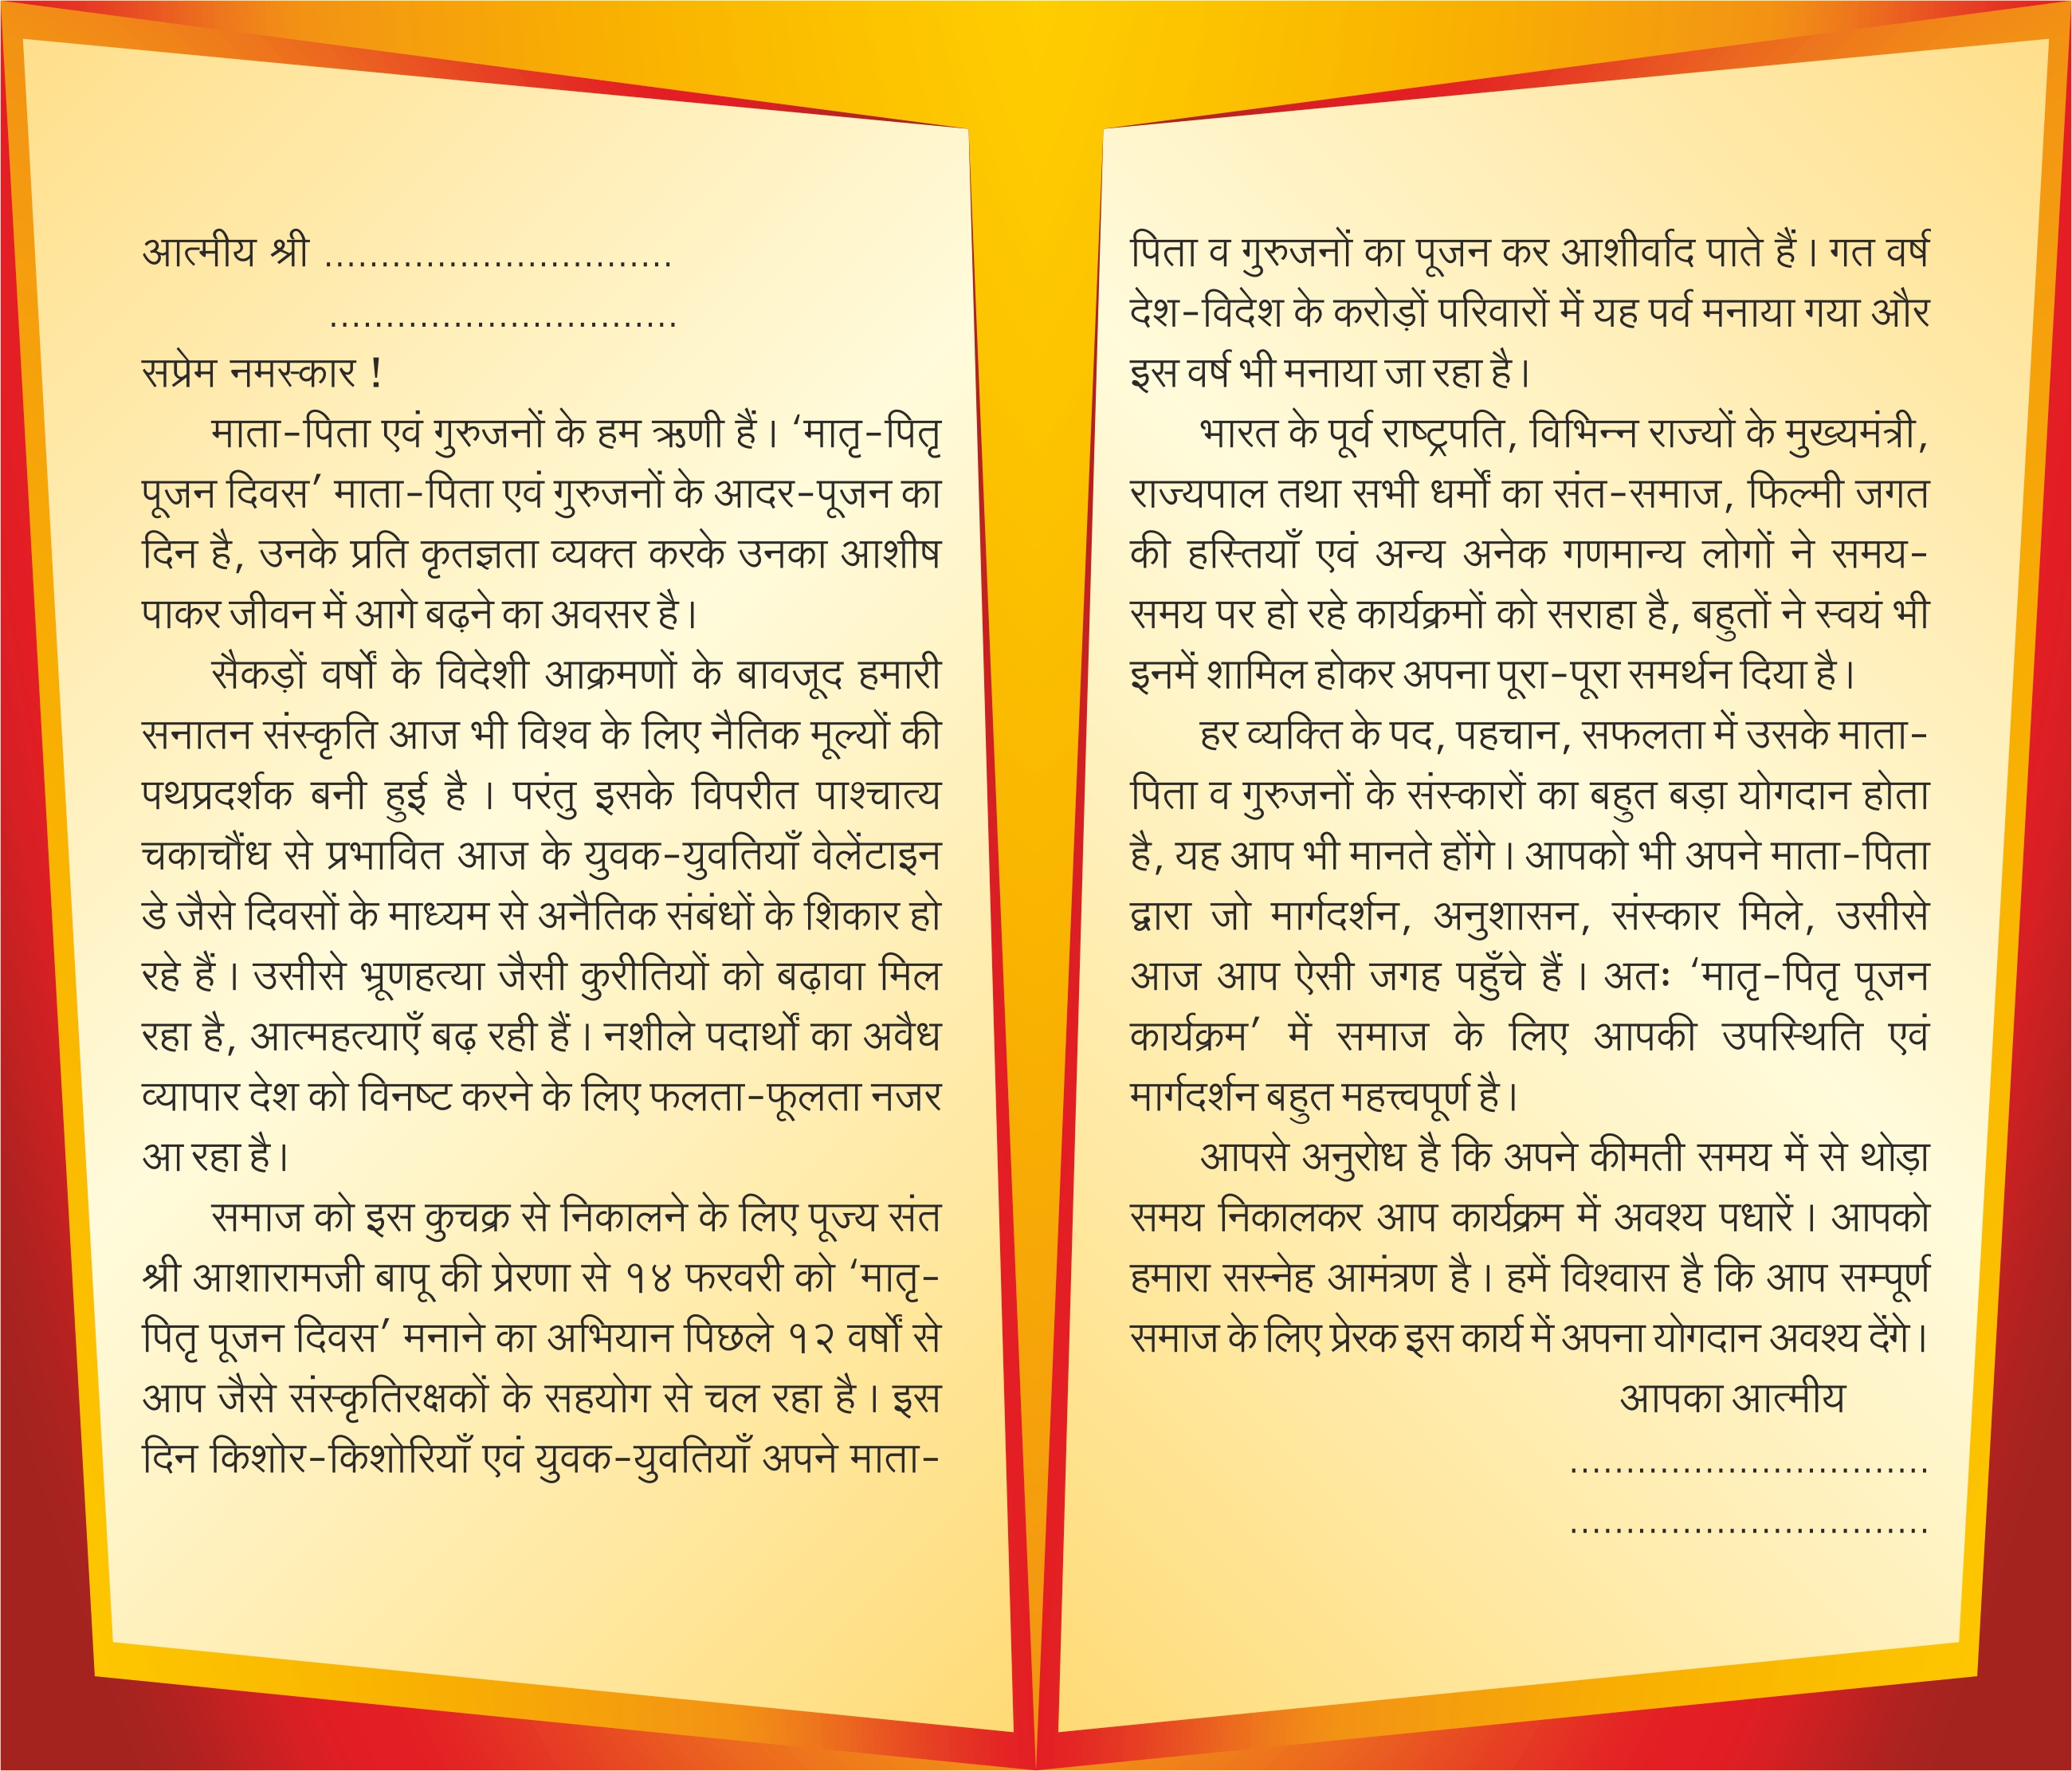 आत्मीय श्री ...............................
...............................
सप्रेम नमस्कार !
माता-पिता एवं गुरुजनों के हम ऋणी हैं । ‘मातृ-पितृ
पूजन दिवस’ माता-पिता एवं गुरुजनों के आदर-पूजन का
दिन है, उनके प्रति कृतज्ञता व्यक्त करके उनका आशीष
पाकर जीवन में आगे बढ़ने का अवसर है ।
सैकड़ों वर्षों के विदेशी आक्रमणों के बावजूद हमारी
सनातन संस्कृति आज भी विश्व के लिए नैतिक मूल्यों की
पथप्रदर्शक बनी हुई है । परंतु इसके विपरीत पाश्चात्य
चकाचौंध से प्रभावित आज के युवक-युवतियाँ वेलेंटाइन
डे जैसे दिवसों के माध्यम से अनैतिक संबंधों के शिकार हो
रहे हैं । उसीसे भ्रूणहत्या जैसी कुरीतियों को बढ़ावा मिल
रहा है, आत्महत्याएँ बढ़ रही हैं । नशीले पदार्थों का अवैध
व्यापार देश को विनष्ट करने के लिए फलता-फूलता नजर
आ रहा है ।
समाज को इस कुचक्र से निकालने के लिए पूज्य संत
श्री आशारामजी बापू की प्रेरणा से १४ फरवरी को ‘मातृ-
पितृ पूजन दिवस’ मनाने का अभियान पिछले १२ वर्षों से
आप जैसे संस्कृतिरक्षकों के सहयोग से चल रहा है । इस
दिन किशोर-किशोरियाँ एवं युवक-युवतियाँ अपने माता-
पिता व गुरुजनों का पूजन कर आशीर्वाद पाते हैं । गत वर्ष
देश-विदेश के करोड़ों परिवारों में यह पर्व मनाया गया और
इस वर्ष भी मनाया जा रहा है ।
भारत के पूर्व राष्ट्रपति, विभिन्न राज्यों के मुख्यमंत्री,
राज्यपाल तथा सभी धर्मों का संत-समाज, फिल्मी जगत
की हस्तियाँ एवं अन्य अनेक गणमान्य लोगों ने समय-
समय पर हो रहे कार्यक्रमों को सराहा है, बहुतों ने स्वयं भी
इनमें शामिल होकर अपना पूरा-पूरा समर्थन दिया है ।
हर व्यक्ति के पद, पहचान, सफलता में उसके माता-
पिता व गुरुजनों के संस्कारों का बहुत बड़ा योगदान होता
है, यह आप भी मानते होंगे । आपको भी अपने माता-पिता
द्वारा जो मार्गदर्शन, अनुशासन, संस्कार मिले, उसीसे
आज आप ऐसी जगह पहुँचे हैं । अतः ‘मातृ-पितृ पूजन
कार्यक्रम’ में समाज के लिए आपकी उपस्थिति एवं
मार्गदर्शन बहुत महत्त्वपूर्ण है ।
आपसे अनुरोध है कि अपने कीमती समय में से थोड़ा
समय निकालकर आप कार्यक्रम में अवश्य पधारें । आपको
हमारा सस्नेह आमंत्रण है । हमें विश्वास है कि आप सम्पूर्ण
समाज के लिए प्रेरक इस कार्य में अपना योगदान अवश्य देंगे ।
आपका आत्मीय
................................
................................